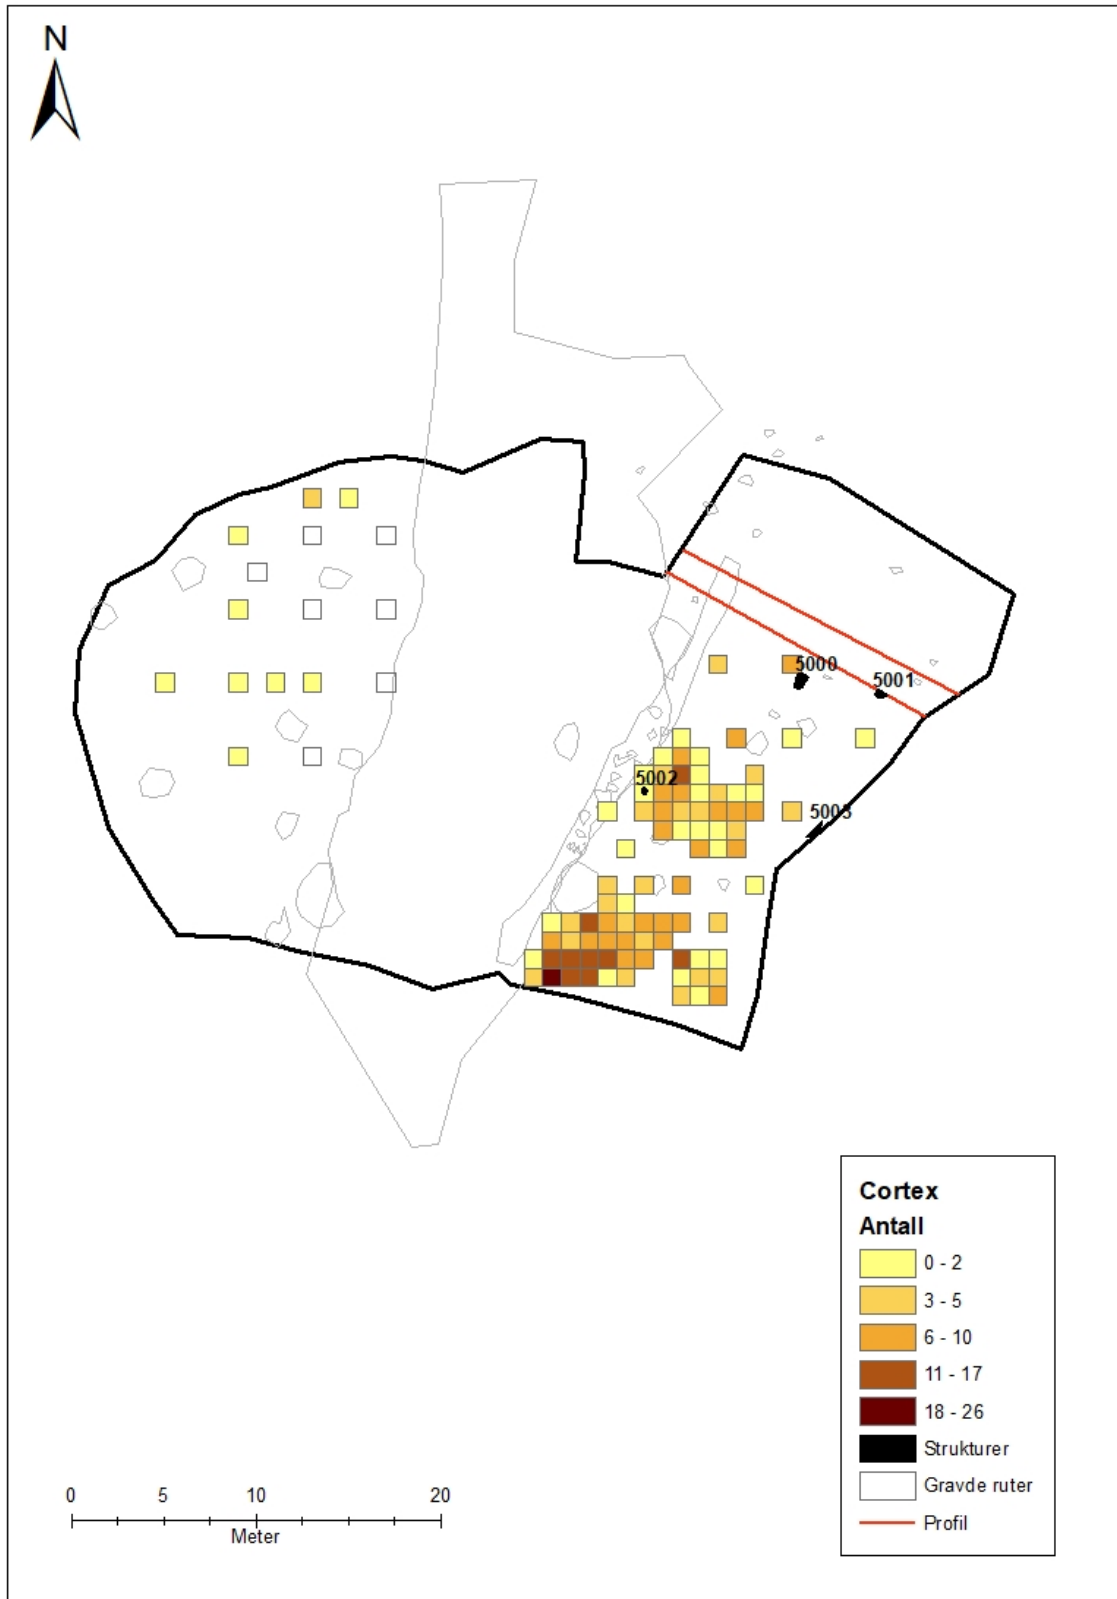 N
5000
5001
5002
5003
Cortex
Antall
0 - 2
3 - 5
6 - 10
11 - 17
18 - 26
Strukturer
Gravde ruter
Profil
0 5 10 20
Meter